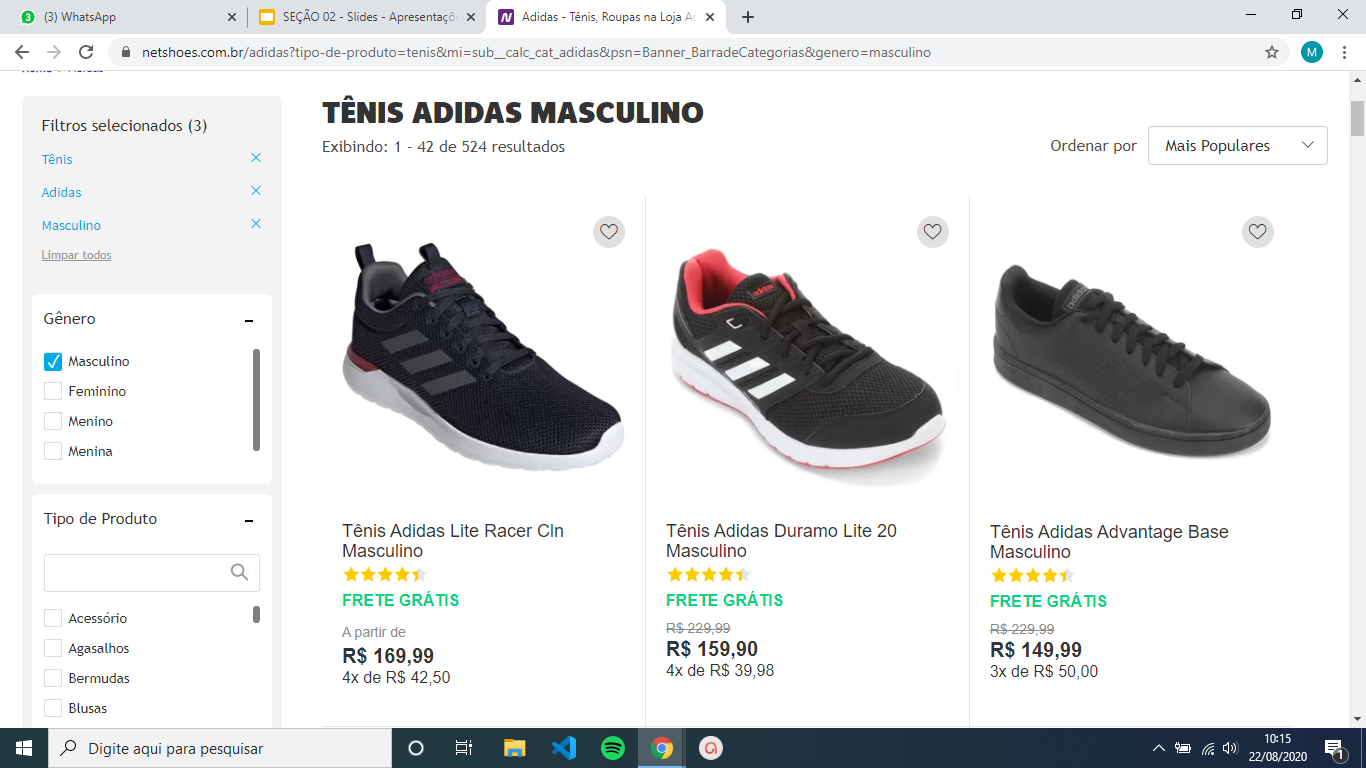 (3) WhatsApp
SEÇÃO 02 - Slides - Apresentaçõ
Adidas - Tênis, Roupas na Loja Ad
netshoes.com.br/adidas?tipo-de-produto=tenis&mi=sub__calc_cat_adidas&psn=Banner_BarradeCategorias&genero=masculino
M
Filtros selecionados (3)
Tênis
Adidas
Masculino
Limpar todos
Gênero
Masculino
Feminino
Menino
Menina
Tipo de Produto
Acessório
Agasalhos
Bermudas
Blusas
TÊNIS ADIDAS MASCULINO
Exibindo: 1 - 42 de 524 resultados
Ordenar por
Mais Populares
Tênis Adidas Lite Racer Cln
Masculino
FRETE GRÁTIS
A partir de
R$ 169,99
4x de R$ 42,50
Tênis Adidas Duramo Lite 20
Masculino
FRETE GRÁTIS
R$ 229,99
R$ 159,90
4x de R$ 39,98
Tênis Adidas Advantage Base
Masculino
FRETE GRÁTIS
R$ 229,99
R$ 149,99
3x de R$ 50,00
Digite aqui para pesquisar
10:15
22/08/2020
1